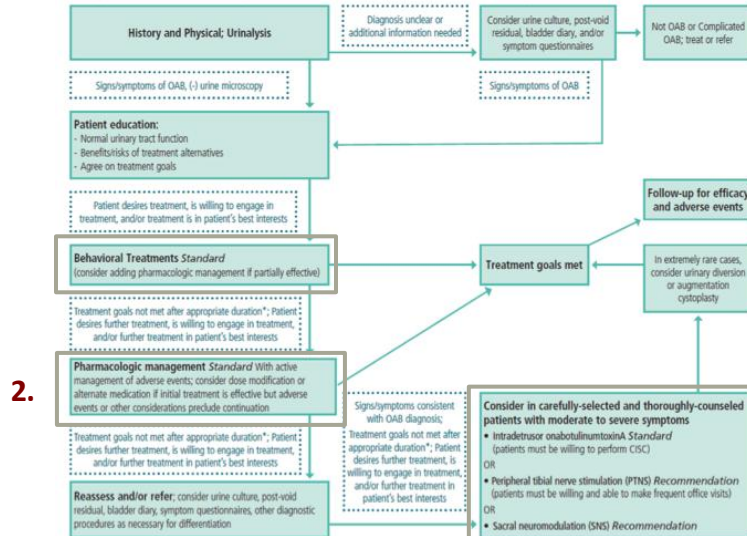 History and Physical; Urinalysis
Diagnosis unclear or
additional information needed
Consider urine culture, post-void
residual, bladder diary, and/or
symptom questionnaires
Not OAB or Complicated
OAB; treat or refer
Signs/symptoms of OAB, (-) urine microscopy
Signs/symptoms of OAB
Patient education:
- Normal urinary tract function
- Benefits/risks of treatment alternatives
- Agree on treatment goals
Patient desires treatment, is willing to engage in
treatment, and/or treatment is in patient's best interests
Follow-up for efficacy
and adverse events
Behavioral Treatments Standard
(consider adding pharmacologic management if partially effective)
Treatment goals met
In extremely rare cases,
consider urinary diversion
or augmentation
cystoplasty
Treatment goals not met after appropriate duration*; Patient
desires further treatment, is willing to engage in treatment,
and/or further treatment in patient's best interests
2.
Pharmacologic management Standard With active
management of adverse events; consider dose modification or
alternate medication if initial treatment is effective but adverse
events or other considerations preclude continuation
Treatment goals not met after appropriate duration*; Patient
desires further treatment, is willing to engage in treatment,
and/or further treatment in patient's best interests
Signs/symptoms consistent
with OAB diagnosis;
Treatment goals not met after
appropriate duration*; Patient
desires further treatment, is
willing to engage in treatment,
and/or further treatment in
patient's best interests
Reassess and/or refer; consider urine culture, post-void
residual, bladder diary, symptom questionnaires, other diagnostic
procedures as necessary for differentiation
Consider in carefully-selected and thoroughly-counseled
patients with moderate to severe symptoms
• Intradetrusor onabotulinumtoxinA Standard
(patients must be willing to perform CISC)
OR
• Peripheral tibial nerve stimulation (PTNS) Recommendation
(patients must be willing and able to make frequent office visits)
OR
• Sacral neuromodulation (SNS) Recommendation